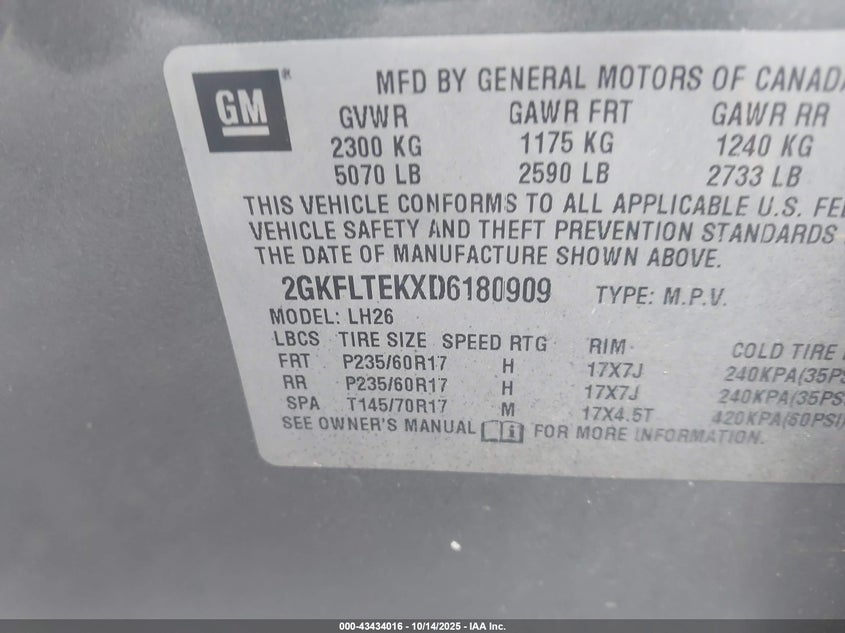 GM
MFD BY GENERAL MOTORS OF CANADA
GVWR GAWR FRT GAWR RR
2300 KG 1175 KG 1240 KG
5070 LB 2590 LB 2733 LB
THIS VEHICLE CONFORMS TO ALL APPLICABLE U.S.
VEHICLE SAFETY AND THEFT PREVENTION STANDARDS
THE DATE OF MANUFACTURE SHOWN ABOVE.
2GKFLTEKXD6180909 TYPE: M.P.V.
MODEL: LH26
LBCS TIRE SIZE SPEED RTG RIM COLD TIRE
FRT P235/60R17 H 17X7J 240KPA(35PS
RR P235/60R17 H 17X7J 240KPA(35PS
SPA T145/70R17 M 17X4.5T 420KPA(60PSI)
SEE OWNER'S MANUAL FOR MORE INFORMATION.
000-43434016 - 10/14/2025 - IAA Inc.